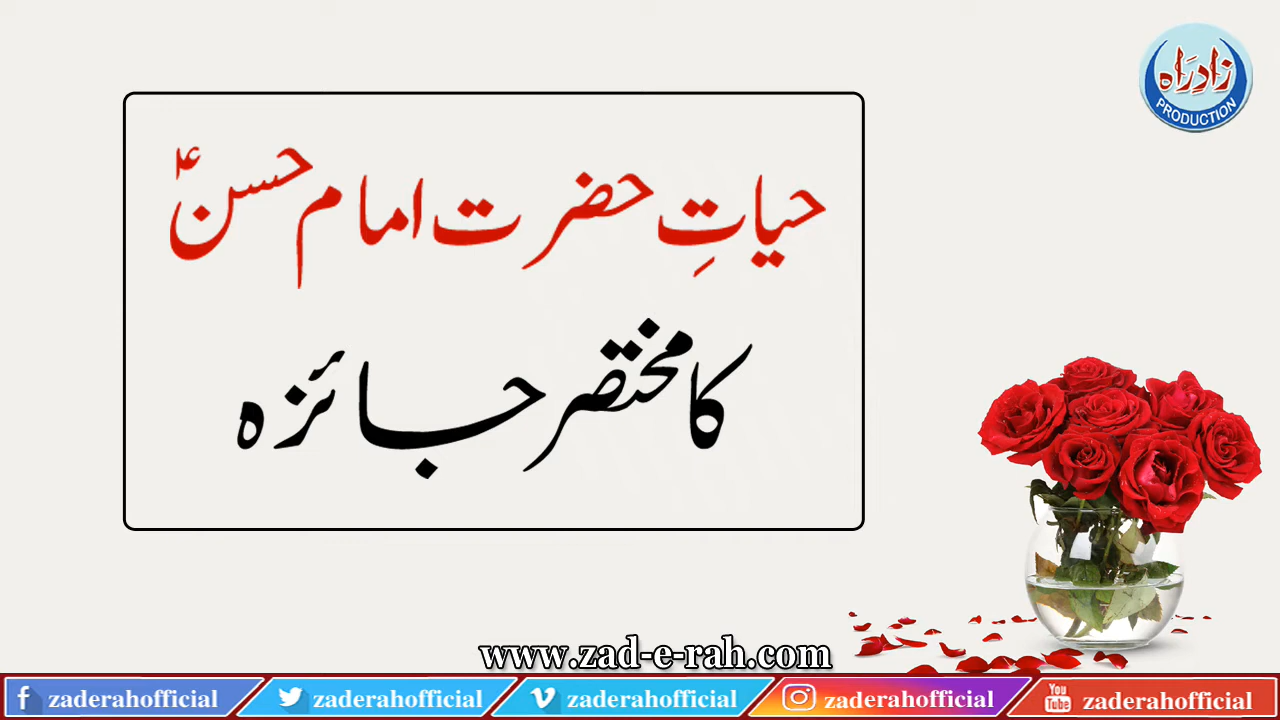 زادِ رَاہ
PRODUCTION
حیاتِ حضرت امام حسنؑ
کا مختصر جائزہ
www.zad-e-rah.com
zaderahofficial
zaderahofficial
zaderahofficial
zaderahofficial
You Tube zaderahofficial